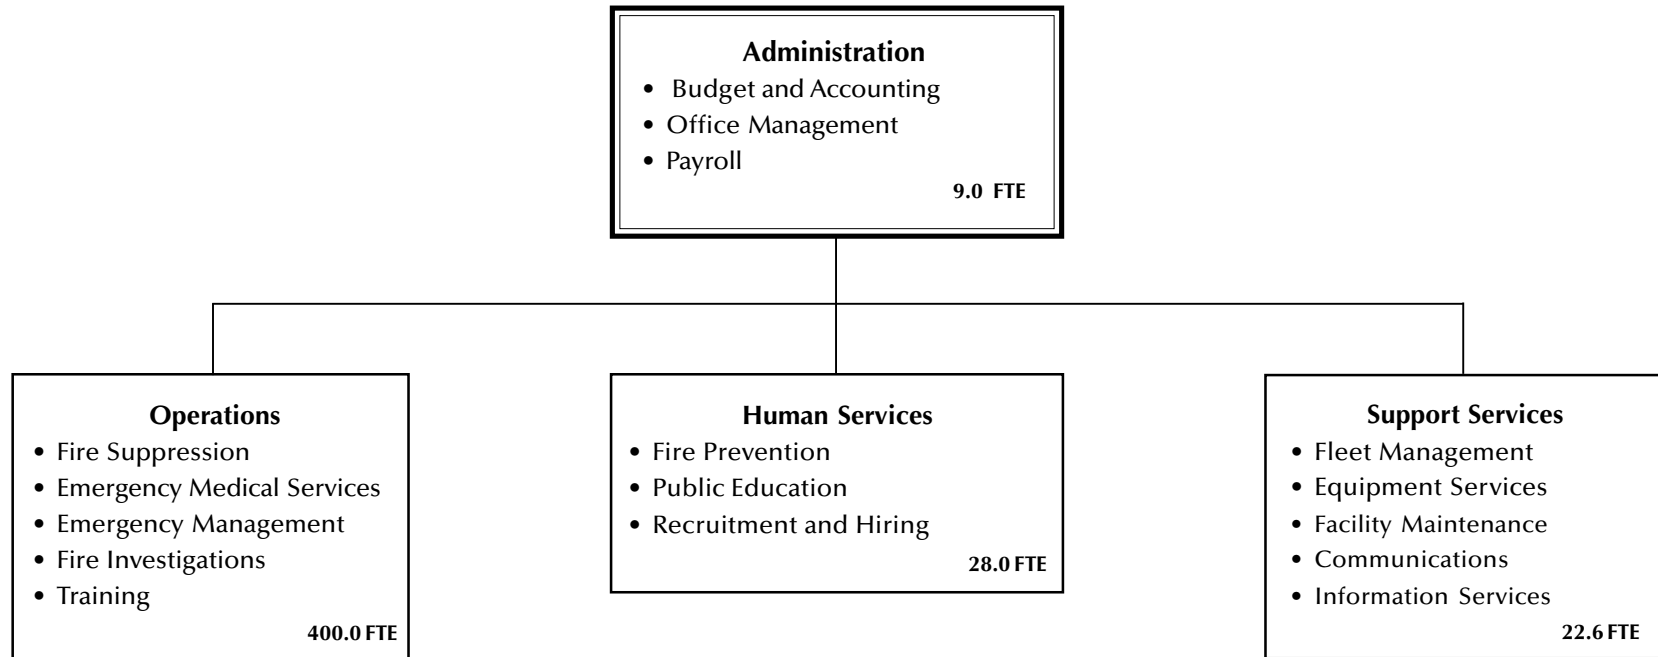 Administration
• Budget and Accounting
• Office Management
• Payroll
9.0 FTE
Operations
• Fire Suppression
• Emergency Medical Services
• Emergency Management
• Fire Investigations
• Training
400.0 FTE
Human Services
• Fire Prevention
• Public Education
• Recruitment and Hiring
28.0 FTE
Support Services
• Fleet Management
• Equipment Services
• Facility Maintenance
• Communications
• Information Services
22.6 FTE